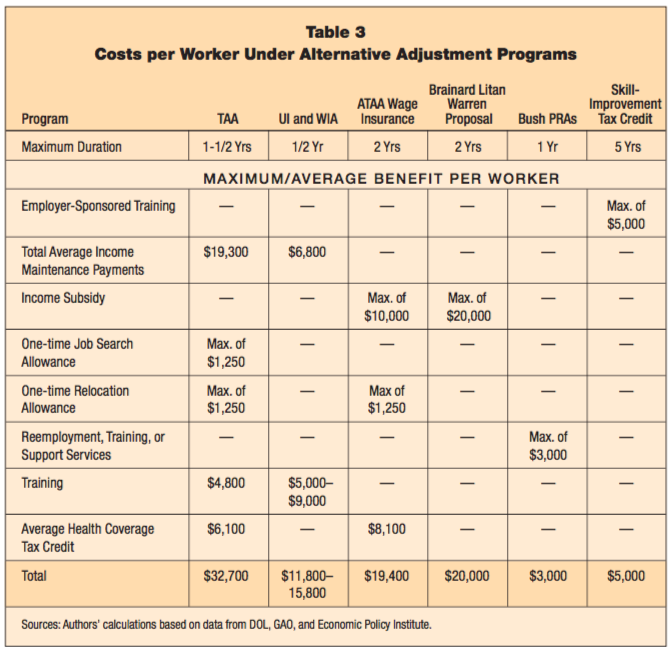 Table 3
Costs per Worker Under Alternative Adjustment Programs
Program TAA UI and WIA ATAA Wage Insurance Brainard Litan Warren Proposal Bush PRAs Skill-Improvement Tax Credit
Maximum Duration 1-1/2 Yrs 1/2 Yr 2 Yrs 2 Yrs 1 Yr 5 Yrs
MAXIMUM/AVERAGE BENEFIT PER WORKER
Employer-Sponsored Training — — — — — Max. of $5,000
Total Average Income Maintenance Payments $19,300 $6,800 — — — —
Income Subsidy — — Max. of $10,000 Max. of $20,000 — —
One-time Job Search Allowance Max. of $1,250 — — — — —
One-time Relocation Allowance Max. of $1,250 — Max of $1,250 — — —
Reemployment, Training, or Support Services — — — — Max. of $3,000 —
Training $4,800 $5,000–$9,000 — — — —
Average Health Coverage Tax Credit $6,100 — $8,100 — — —
Total $32,700 $11,800–15,800 $19,400 $20,000 $3,000 $5,000
Sources: Authors' calculations based on data from DOL, GAO, and Economic Policy Institute.